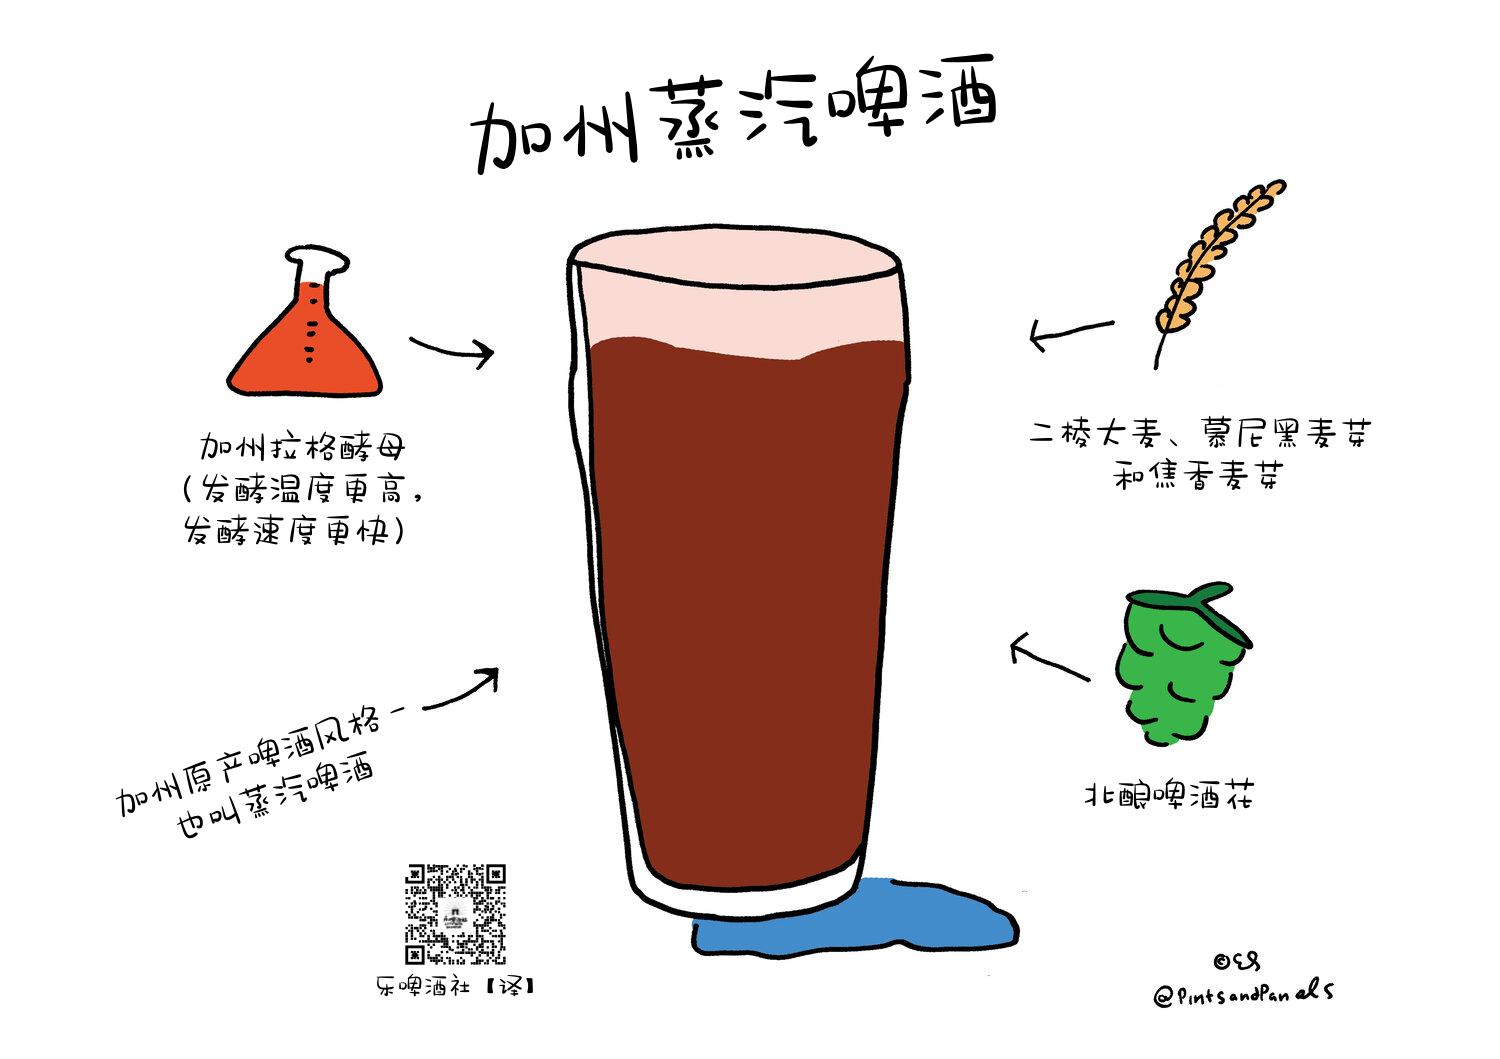 加州蒸汽啤酒
加州拉格酵母
(发酵温度更高，
发酵速度更快)
二棱大麦、慕尼黑麦芽
和焦香麦芽
加州原产啤酒风格-
也叫蒸汽啤酒
北酿啤酒花
乐啤酒社【译】
@PintsandPanels